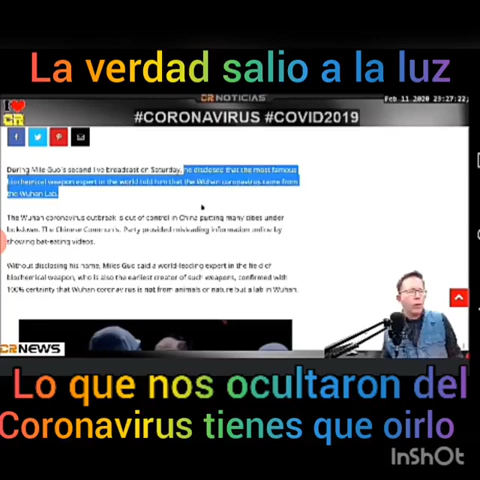 La verdad salio a la luz
CR NOTICIAS
Feb 11 2020 29:27:22
#CORONAVIRUS #COVID2019
I
CR
During Mile Guo's second live broadcast on Saturday, he disclosed that the most famous
biochemical weapon expert in the world told him that the Wuhan coronavirus came from
the Wuhan Lab.
The Wuhan coronavirus outbreak is out of control in China putting many cities under
lockdown. The Chinese Communist Party provided misleading information online by
showing bat-eating videos.
Without disclosing his name, Miles Guo said a world-leading expert in the field of
biochemical weapon, who is also the earliest creator of such weapons, confirmed with
100% certainty that Wuhan coronavirus is not from animals or nature but a lab in Wuhan.
CR NEWS
Lo que nos ocultaron del
Coronavirus tienes que oirlo
InShOt